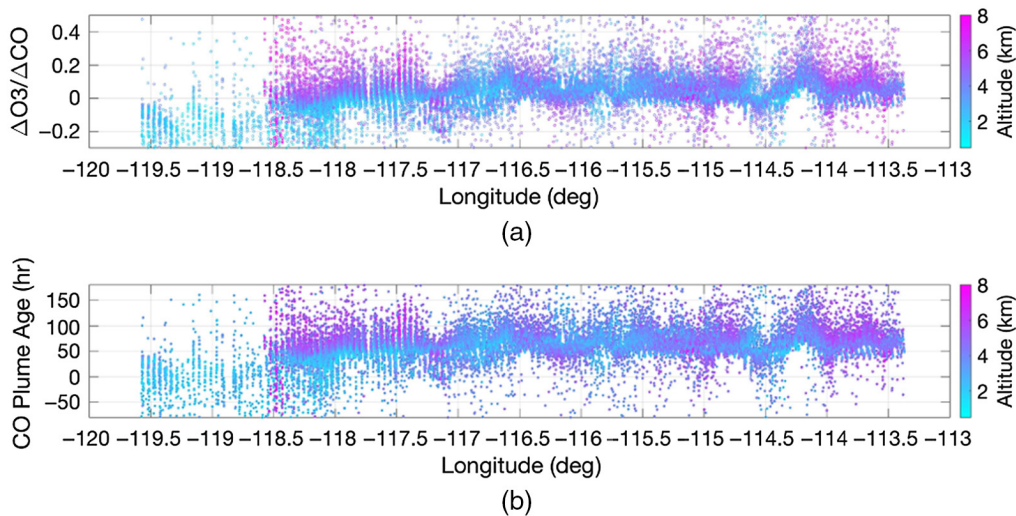 ΔO3/ΔCO
0.4
0.2
0
−0.2
−120 −119.5 −119 −118.5 −118 −117.5 −117 −116.5 −116 −115.5 −115 −114.5 −114 −113.5 −113
Longitude (deg)
8
6
4
2
Altitude (km)
(a)
CO Plume Age (hr)
150
100
50
0
−50
−120 −119.5 −119 −118.5 −118 −117.5 −117 −116.5 −116 −115.5 −115 −114.5 −114 −113.5 −113
Longitude (deg)
8
6
4
2
Altitude (km)
(b)